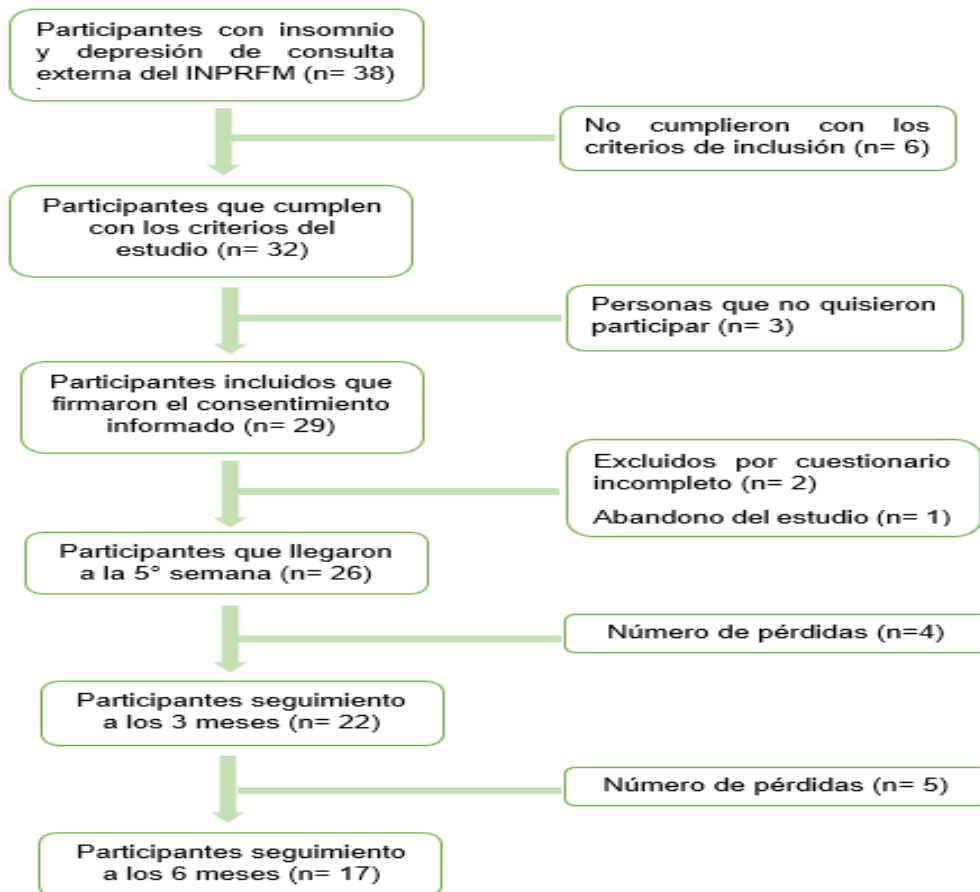 Participantes con insomnio
y depresión de consulta
externa del INPRFM (n= 38)
No cumplieron con los
criterios de inclusión (n= 6)
Participantes que cumplen
con los criterios del
estudio (n= 32)
Personas que no quisieron
participar (n= 3)
Participantes incluidos que
firmaron el consentimiento
informado (n= 29)
Excluidos por cuestionario
incompleto (n= 2)
Abandono del estudio (n= 1)
Participantes que llegaron
a la 5° semana (n= 26)
Número de pérdidas (n=4)
Participantes seguimiento
a los 3 meses (n= 22)
Número de pérdidas (n= 5)
Participantes seguimiento
a los 6 meses (n= 17)